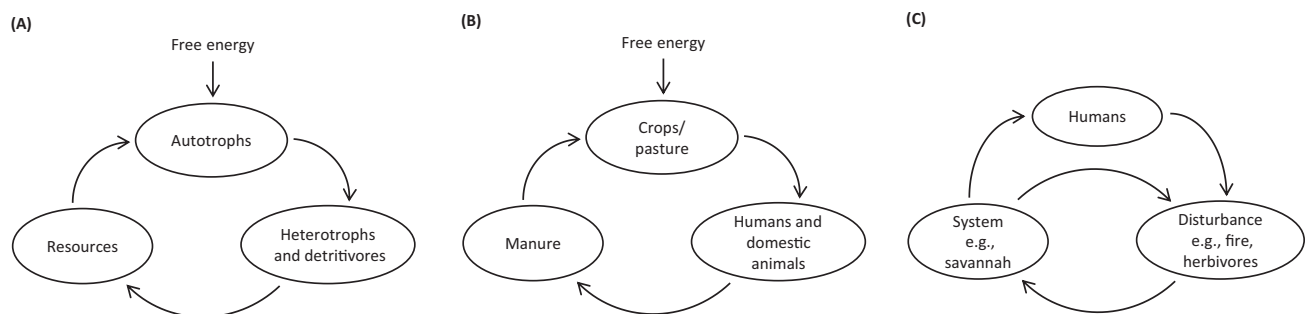 (A)
Free energy
Autotrophs
Resources
Heterotrophs
and detritivores
(B)
Free energy
Crops/
pasture
Manure
Humans and
domestic
animals
(C)
Humans
System
e.g.,
savannah
Disturbance
e.g., fire,
herbivores